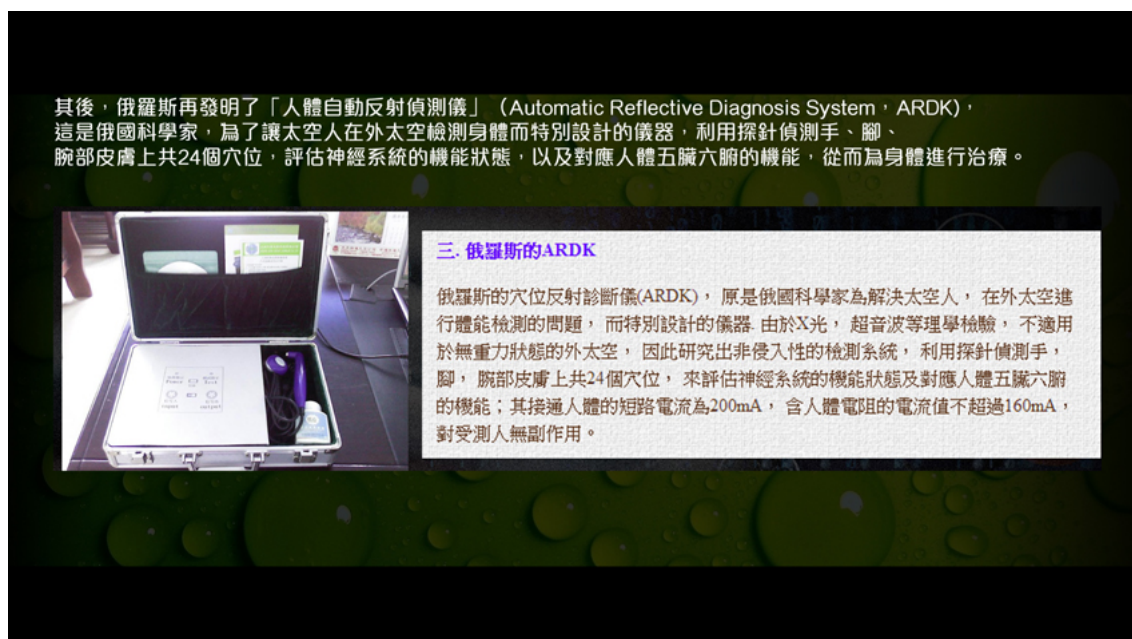 其後，俄羅斯再發明了「人體自動反射偵測儀」（Automatic Reflective Diagnosis System，ARDK)，
這是俄國科學家，為了讓太空人在外太空檢測身體而特別設計的儀器，利用探針偵測手、腳、
腕部皮膚上共24個穴位，評估神經系統的機能狀態，以及對應人體五臟六腑的機能，從而為身體進行治療。
三. 俄羅斯的ARDK
俄羅斯的穴位反射診斷儀(ARDK)， 原是俄國科學家為解決太空人， 在外太空進
行體能檢測的問題， 而特別設計的儀器. 由於X光， 超音波等理學檢驗， 不適用
於無重力狀態的外太空， 因此研究出非侵入性的檢測系統， 利用探針偵測手，
腳， 腕部皮膚上共24個穴位， 來評估神經系統的機能狀態及對應人體五臟六腑
的機能；其接通人體的短路電流為200mA， 含人體電阻的電流值不超過160mA，
對受測人無副作用。
input output